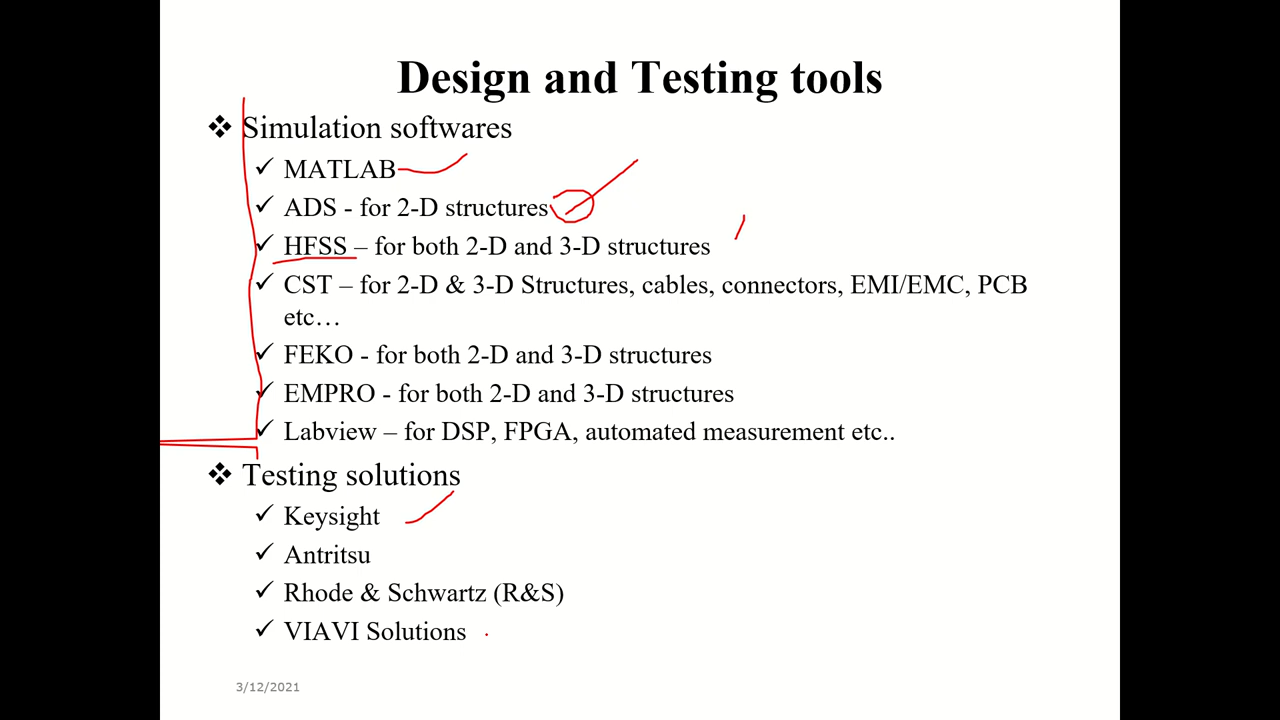 Design and Testing tools
❖ Simulation softwares
✓ MATLAB
✓ ADS - for 2-D structures
✓ HFSS – for both 2-D and 3-D structures
✓ CST – for 2-D & 3-D Structures, cables, connectors, EMI/EMC, PCB
etc…
✓ FEKO - for both 2-D and 3-D structures
✓ EMPRO - for both 2-D and 3-D structures
✓ Labview – for DSP, FPGA, automated measurement etc..
❖ Testing solutions
✓ Keysight
✓ Antritsu
✓ Rhode & Schwartz (R&S)
✓ VIAVI Solutions
3/12/2021